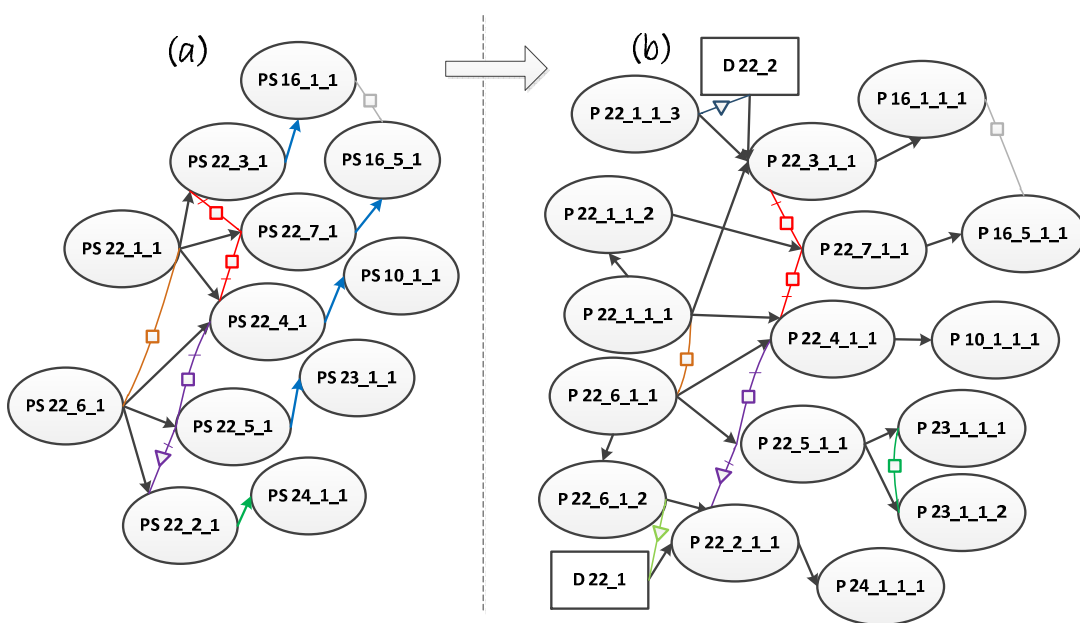 (a)
PS 16_1_1
PS 22_3_1
PS 16_5_1
PS 22_1_1
PS 22_7_1
PS 10_1_1
PS 22_4_1
PS 23_1_1
PS 22_6_1
PS 22_5_1
PS 24_1_1
PS 22_2_1
(b)
D 22_2
P 22_1_1_3
P 16_1_1_1
P 22_3_1_1
P 22_1_1_2
P 22_7_1_1
P 16_5_1_1
P 22_1_1_1
P 22_4_1_1
P 10_1_1_1
P 22_6_1_1
P 22_5_1_1
P 23_1_1_1
P 22_6_1_2
P 23_1_1_2
P 22_2_1_1
D 22_1
P 24_1_1_1